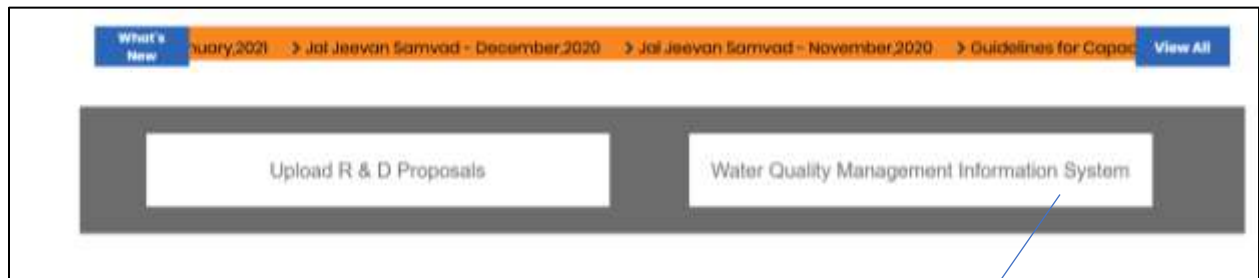 What's
New
nuary,2021 > Jal Jeevan Samvad - December,2020 > Jal Jeevan Samvad - November,2020 > Guidelines for Capac View All
Upload R & D Proposals Water Quality Management Information System